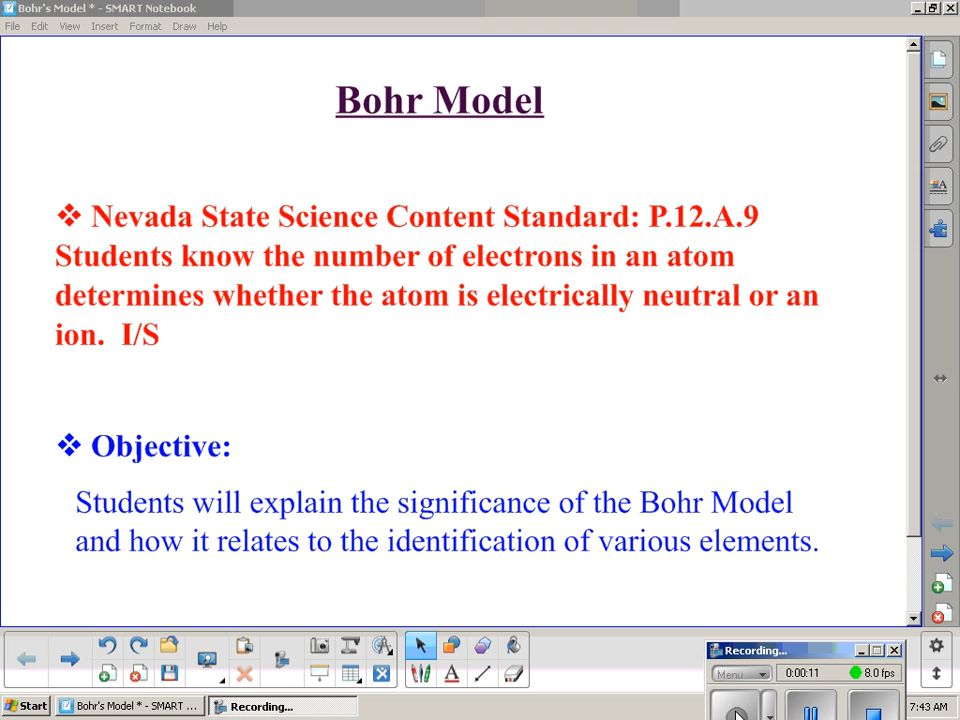 Bohr's Model * - SMART Notebook
File Edit View Insert Format Draw Help
Bohr Model
❖ Nevada State Science Content Standard: P.12.A.9
Students know the number of electrons in an atom
determines whether the atom is electrically neutral or an
ion. I/S
❖ Objective:
Students will explain the significance of the Bohr Model
and how it relates to the identification of various elements.
Recording...
Menu 0:00:11 8.0 fps
Start Bohr's Model * - SMART ... Recording... 7:43 AM